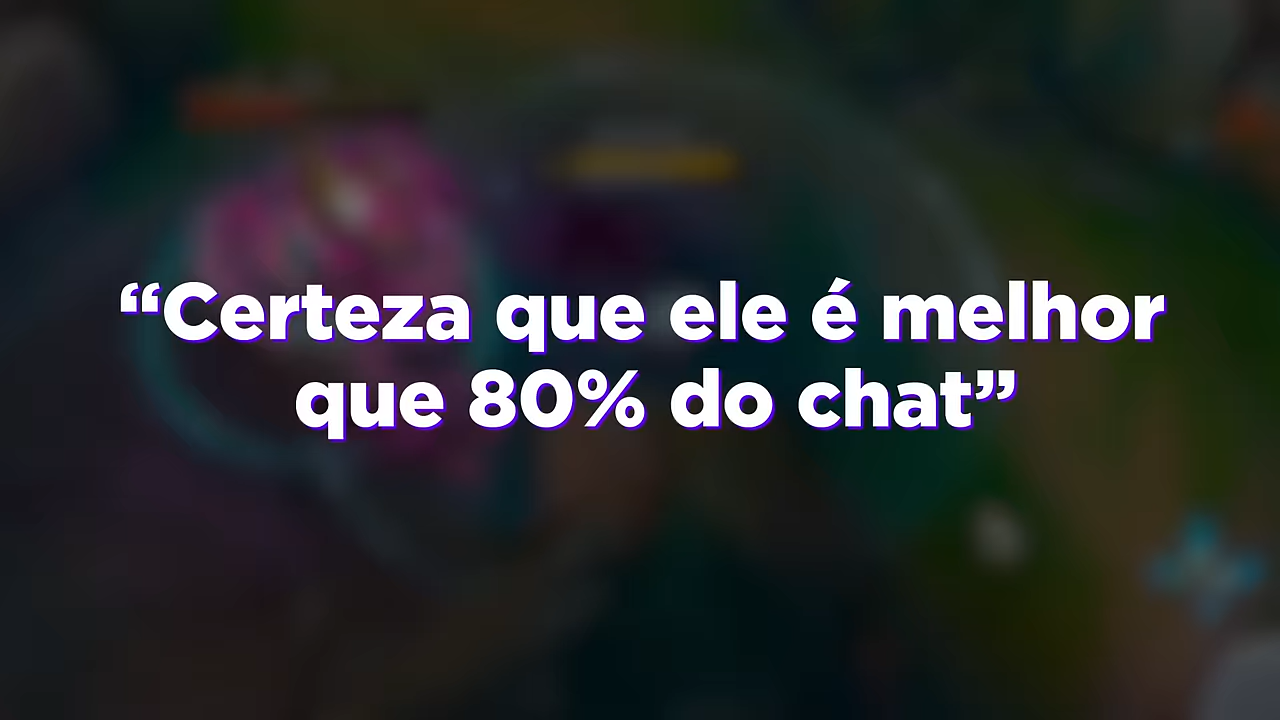 “Certeza que ele é melhor
que 80% do chat”